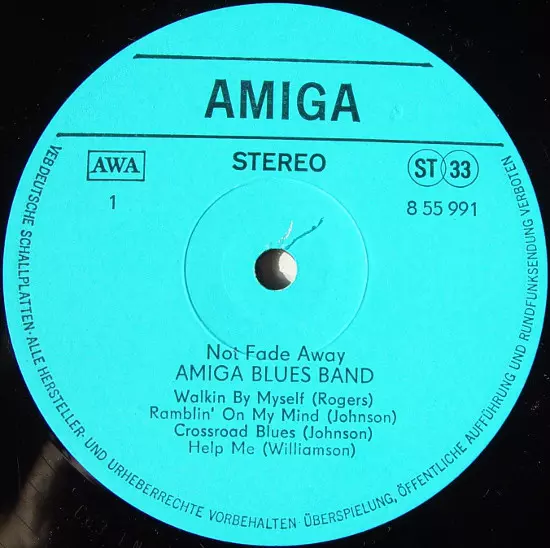 AMIGA
STEREO
AWA
ST 33
1
8 55 991
Not Fade Away
AMIGA BLUES BAND
Walkin By Myself (Rogers)
Ramblin' On My Mind (Johnson)
Crossroad Blues (Johnson)
Help Me (Williamson)
VEB DEUTSCHE SCHALLPLATTEN · ALLE HERSTELLER- UND URHEBERRECHTE VORBEHALTEN · ÜBERSPIELUNG, ÖFFENTLICHE AUFFÜHRUNG UND RUNDFUNKSENDUNG VERBOTEN